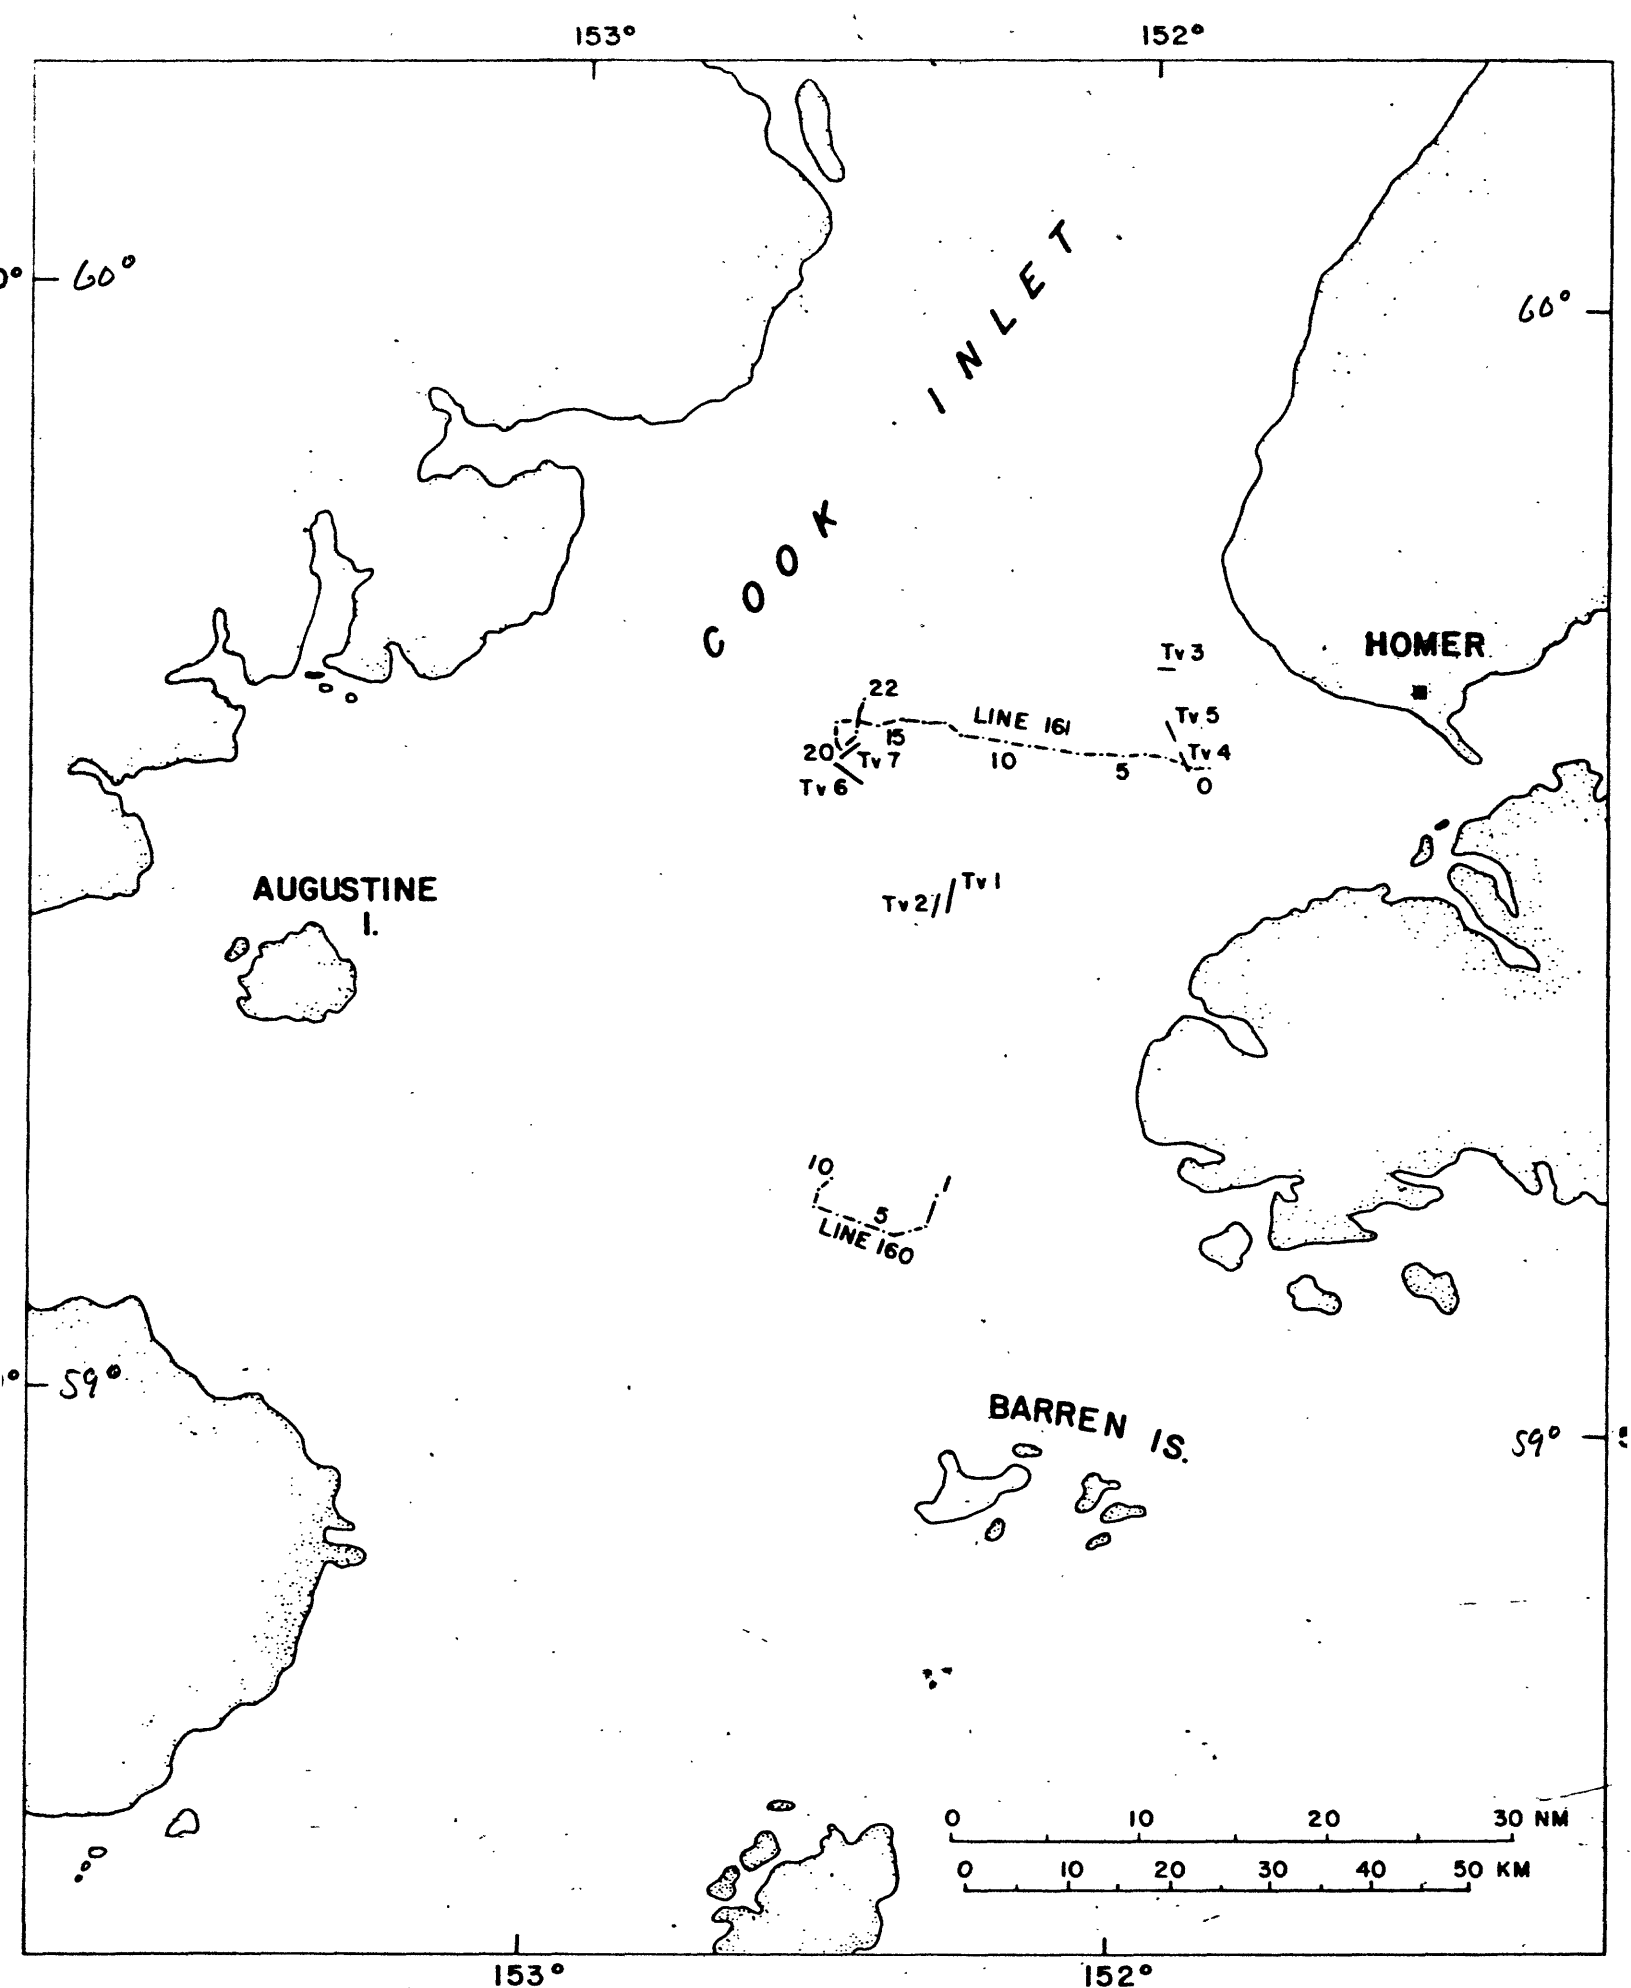 153° 152°
0° 60°
60°
COOK INLET
HOMER
Tv 3
22
LINE 161
Tv 5
15
20
Tv 7
10
5
Tv 4
Tv 6
0
AUGUSTINE
I.
Tv 1
Tv 2
10
1
5
LINE 160
° 59°
BARREN IS.
59°
0 10 20 30 NM
0 10 20 30 40 50 KM
153° 152°